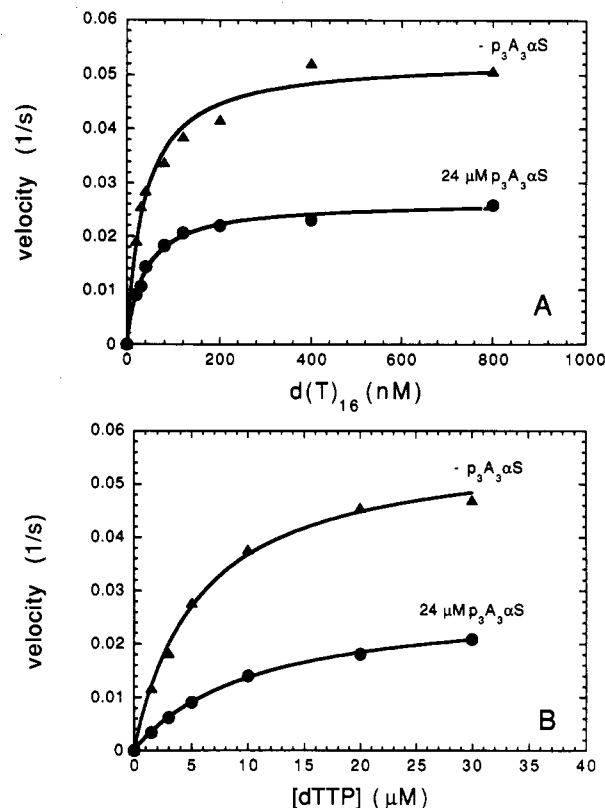 0.06
0.05
0.04
0.03
0.02
0.01
0
velocity (1/s)
- p₃A₃αS
24 µM p₃A₃αS
A
0 200 400 600 800 1000
d(T)₁₆ (nM)
0.06
0.05
0.04
0.03
0.02
0.01
0
velocity (1/s)
- p₃A₃αS
24 µM p₃A₃αS
B
0 5 10 15 20 25 30 35 40
[dTTP] (µM)